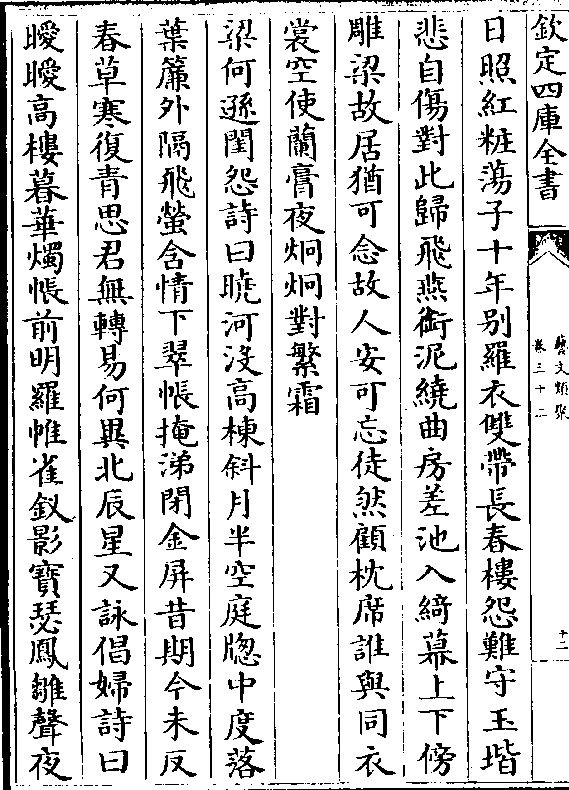 欽定四庫全書
藝文類聚
卷三十二
十二
日照紅粧蕩子十年别羅衣雙帶長春樓怨難守玉堦
悲自傷對此歸飛燕銜泥繞曲房差池入綺幕上下傍
雕梁故居猶可念故人安可忘徒然顧枕席誰與同衣
裳空使蘭膏夜炯炯對繁霜
梁何遜閨怨詩曰曉河没高棟斜月半空庭牎中度落
葉簾外隔飛螢含情下翠帳掩涕閉金屏昔期今未反
春草寒復青思君無轉易何異北辰星又詠倡婦詩曰
曖曖高樓暮華燭帳前明羅帷雀釵影寶瑟鳳雛聲夜